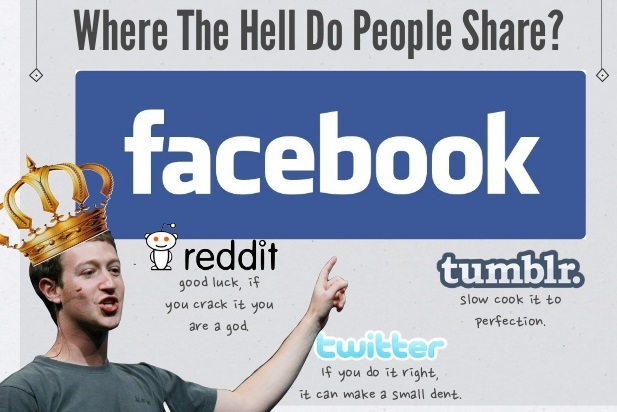 Where The Hell Do People Share?
facebook
reddit
good luck, if
you crack it you
are a god.
tumblr.
slow cook it to
perfection.
twitter
If you do it right,
it can make a small dent.